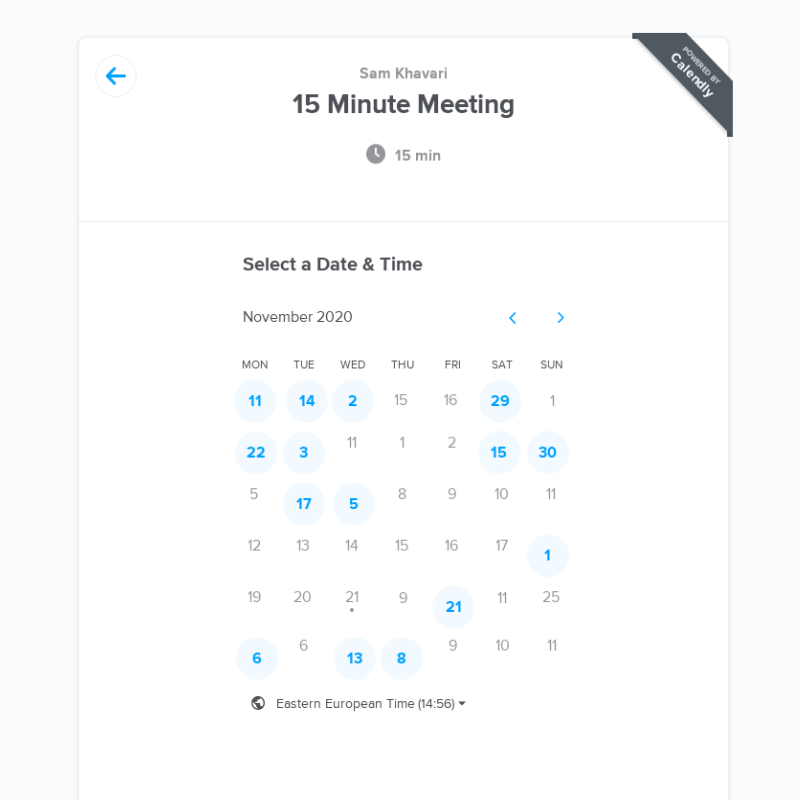 Sam Khavari
POWERED BY
Calendly
15 Minute Meeting
15 min
Select a Date & Time
November 2020
MON TUE WED THU FRI SAT SUN
11 14 2 15 16 29 1
22 3 11 1 2 15 30
5 17 5 8 9 10 11
12 13 14 15 16 17 1
19 20 21 9 21 11 25
6 6 13 8 9 10 11
Eastern European Time (14:56)